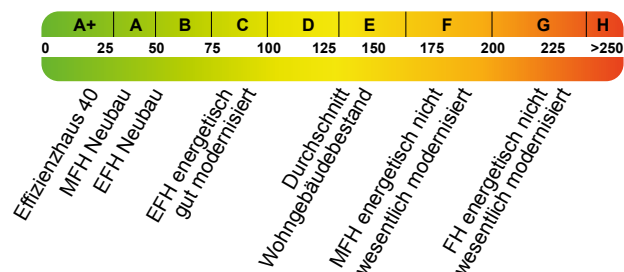 A+ A B C D E F G H
0 25 50 75 100 125 150 175 200 225 >250
Effizienzhaus 40
MFH Neubau
EFH Neubau
EFH energetisch
gut modernisiert
Durchschnitt
Wohngebäudebestand
MFH energetisch nicht
wesentlich modernisiert
FH energetisch nicht
wesentlich modernisiert